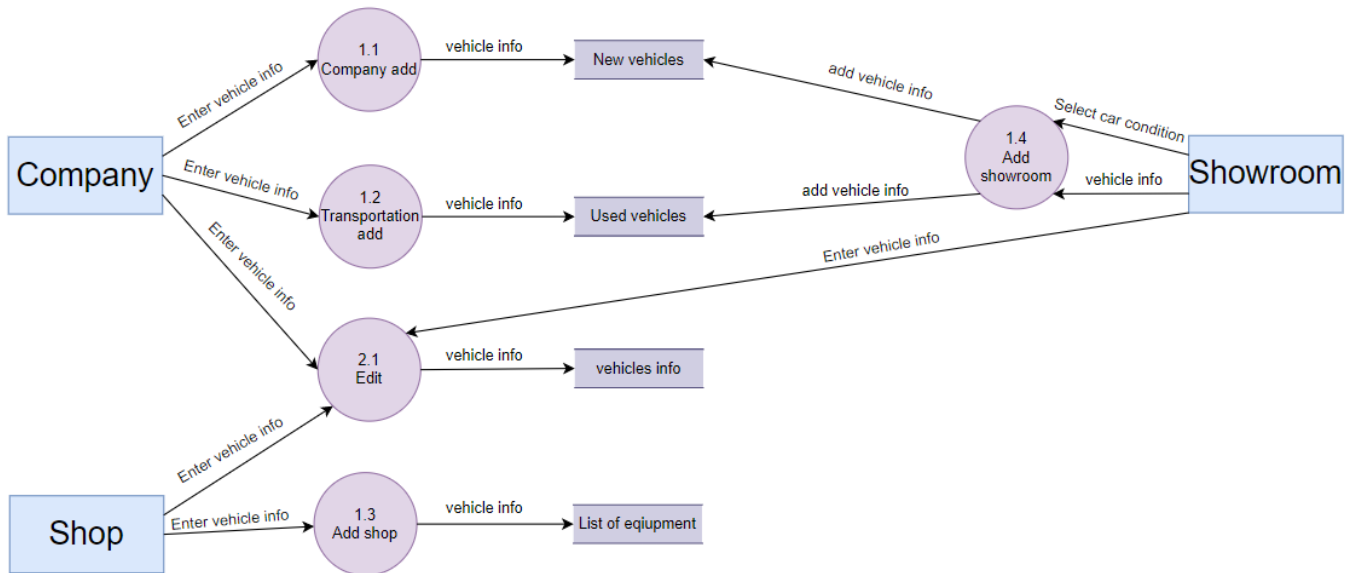 1.1
Company add
vehicle info
New vehicles
Enter vehicle info
add vehicle info
Select car condition
1.4
Add
showroom
Company
Showroom
Enter vehicle info
vehicle info
1.2
Transportation
add
vehicle info
Used vehicles
add vehicle info
Enter vehicle info
Enter vehicle info
2.1
Edit
vehicle info
vehicles info
Enter vehicle info
Shop
Enter vehicle info
1.3
Add shop
vehicle info
List of eqiupment